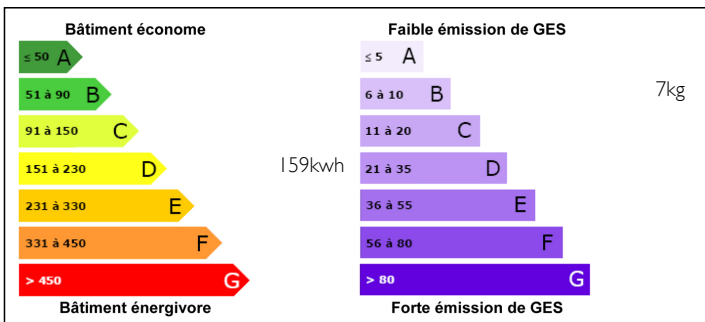 Bâtiment économe
≤ 50 A
51 à 90 B
91 à 150 C
151 à 230 D
231 à 330 E
331 à 450 F
> 450 G
Bâtiment énergivore
159kwh
Faible émission de GES
≤ 5 A
6 à 10 B
11 à 20 C
21 à 35 D
36 à 55 E
56 à 80 F
> 80 G
Forte émission de GES
7kg